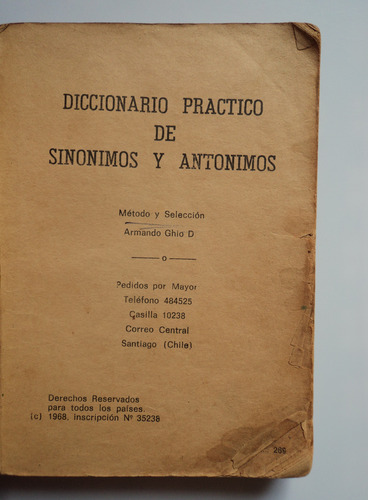 DICCIONARIO PRACTICO
DE
SINONIMOS Y ANTONIMOS
Método y Selección
Armando Ghio D
o
Pedidos por Mayor
Teléfono 484525
Casilla 10238
Correo Central
Santiago (Chile)
Derechos Reservados
para todos los países.
(c) 1968, inscripción Nº 35238